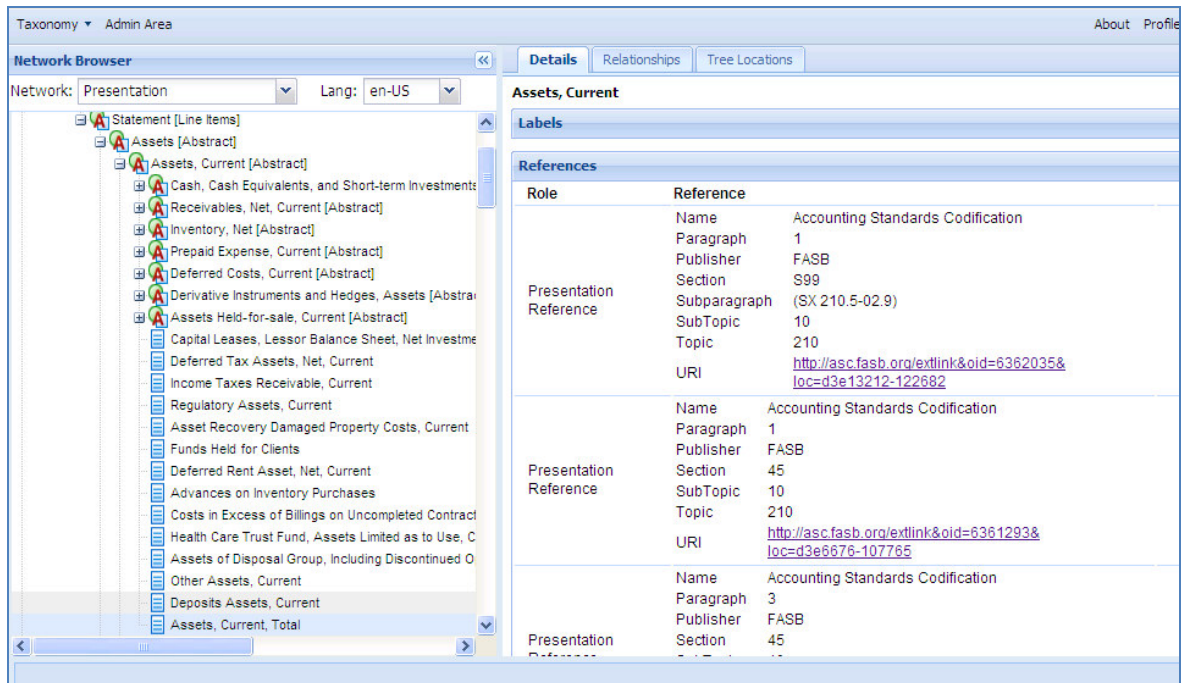 Taxonomy Admin Area About Profile
Network Browser
Network: Presentation Lang: en-US
Statement [Line Items]
Assets [Abstract]
Assets, Current [Abstract]
Cash, Cash Equivalents, and Short-term Investments
Receivables, Net, Current [Abstract]
Inventory, Net [Abstract]
Prepaid Expense, Current [Abstract]
Deferred Costs, Current [Abstract]
Derivative Instruments and Hedges, Assets [Abstra
Assets Held-for-sale, Current [Abstract]
Capital Leases, Lessor Balance Sheet, Net Investme
Deferred Tax Assets, Net, Current
Income Taxes Receivable, Current
Regulatory Assets, Current
Asset Recovery Damaged Property Costs, Current
Funds Held for Clients
Deferred Rent Asset, Net, Current
Advances on Inventory Purchases
Costs in Excess of Billings on Uncompleted Contract
Health Care Trust Fund, Assets Limited as to Use, C
Assets of Disposal Group, Including Discontinued O
Other Assets, Current
Deposits Assets, Current
Assets, Current, Total
Details Relationships Tree Locations
Assets, Current
Labels
References
Role Reference
Presentation Reference
Name Accounting Standards Codification
Paragraph 1
Publisher FASB
Section S99
Subparagraph (SX 210.5-02.9)
SubTopic 10
Topic 210
URI http://asc.fasb.org/extlink&oid=6362035&
loc=d3e13212-122682
Presentation Reference
Name Accounting Standards Codification
Paragraph 1
Publisher FASB
Section 45
SubTopic 10
Topic 210
URI http://asc.fasb.org/extlink&oid=6361293&
loc=d3e6676-107765
Name Accounting Standards Codification
Paragraph 3
Publisher FASB
Presentation Section 45